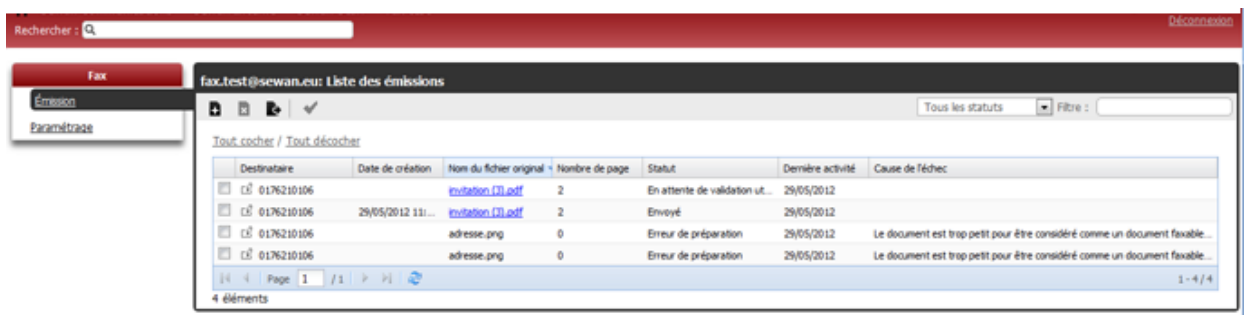 Déconnexion
Rechercher :
Fax
Émission
Paramétrage
fax.test@sewan.eu: Liste des émissions
Tous les statuts Filtre :
Tout cocher / Tout décocher
Destinataire Date de création Nom du fichier original Nombre de page Statut Dernière activité Cause de l'échec
0176210106 invitation (3).pdf 2 En attente de validation ut... 29/05/2012
0176210106 29/05/2012 11:... invitation (3).pdf 2 Envoyé 29/05/2012
0176210106 adresse.png 0 Erreur de préparation 29/05/2012 Le document est trop petit pour être considéré comme un document faxable...
0176210106 adresse.png 0 Erreur de préparation 29/05/2012 Le document est trop petit pour être considéré comme un document faxable...
Page 1 / 1 1 - 4 / 4
4 éléments